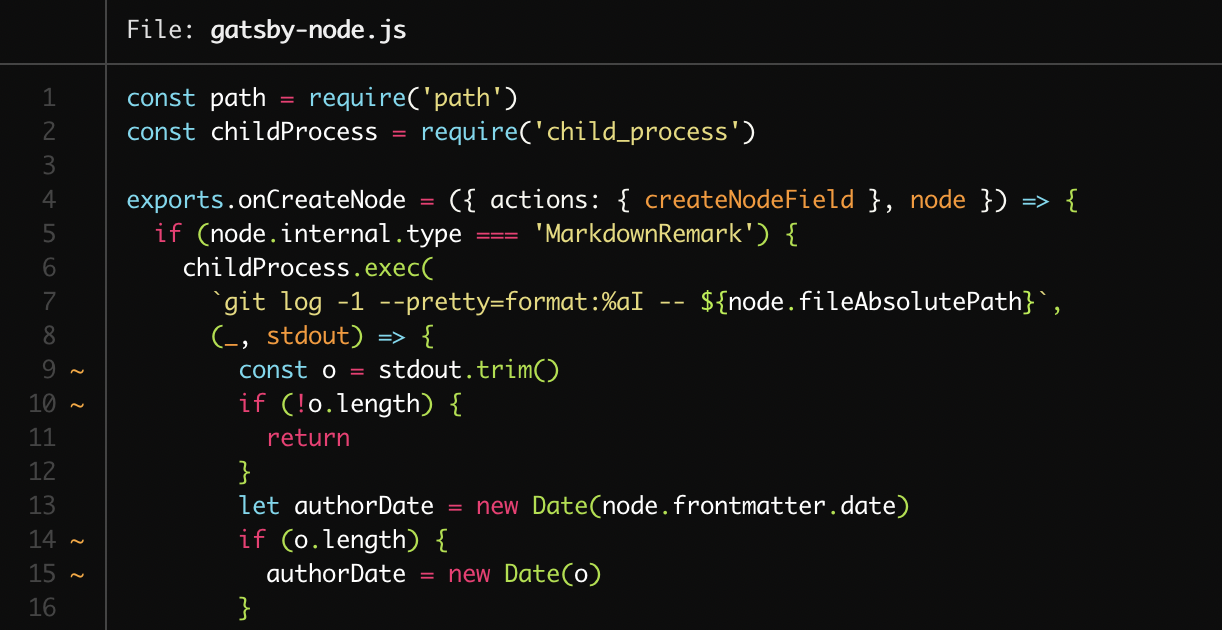 File: gatsby-node.js
1 const path = require('path')
2 const childProcess = require('child_process')
3
4 exports.onCreateNode = ({ actions: { createNodeField }, node }) => {
5   if (node.internal.type === 'MarkdownRemark') {
6     childProcess.exec(
7       `git log -1 --pretty=format:%aI -- ${node.fileAbsolutePath}`,
8       (_, stdout) => {
9 ~         const o = stdout.trim()
10 ~         if (!o.length) {
11           return
12         }
13         let authorDate = new Date(node.frontmatter.date)
14 ~         if (o.length) {
15 ~           authorDate = new Date(o)
16         }